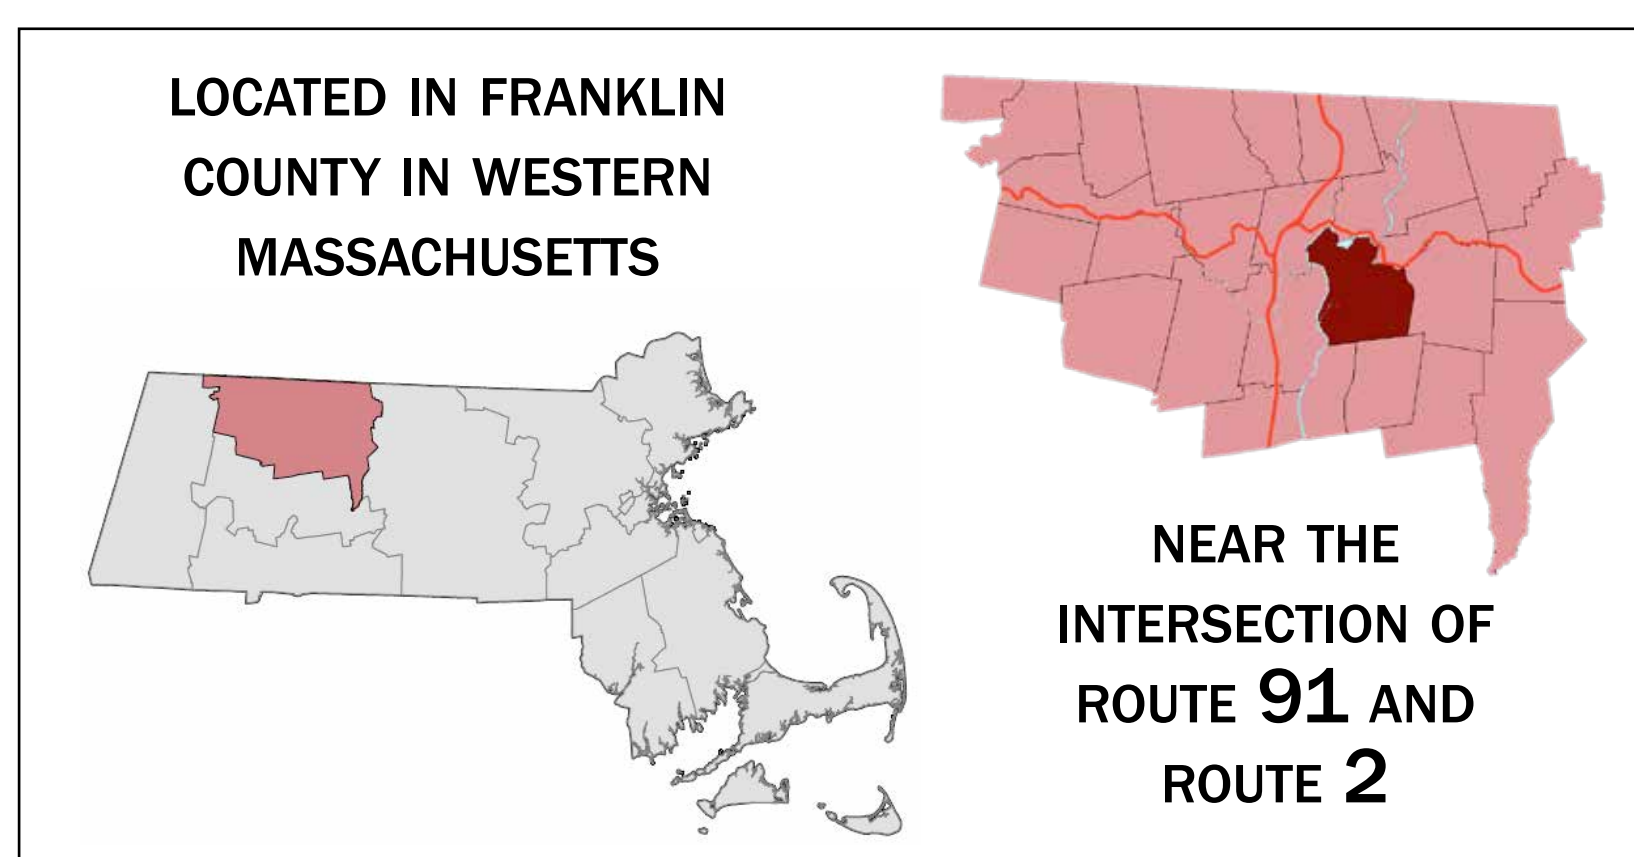 LOCATED IN FRANKLIN
COUNTY IN WESTERN
MASSACHUSETTS
NEAR THE
INTERSECTION OF
ROUTE 91 AND
ROUTE 2